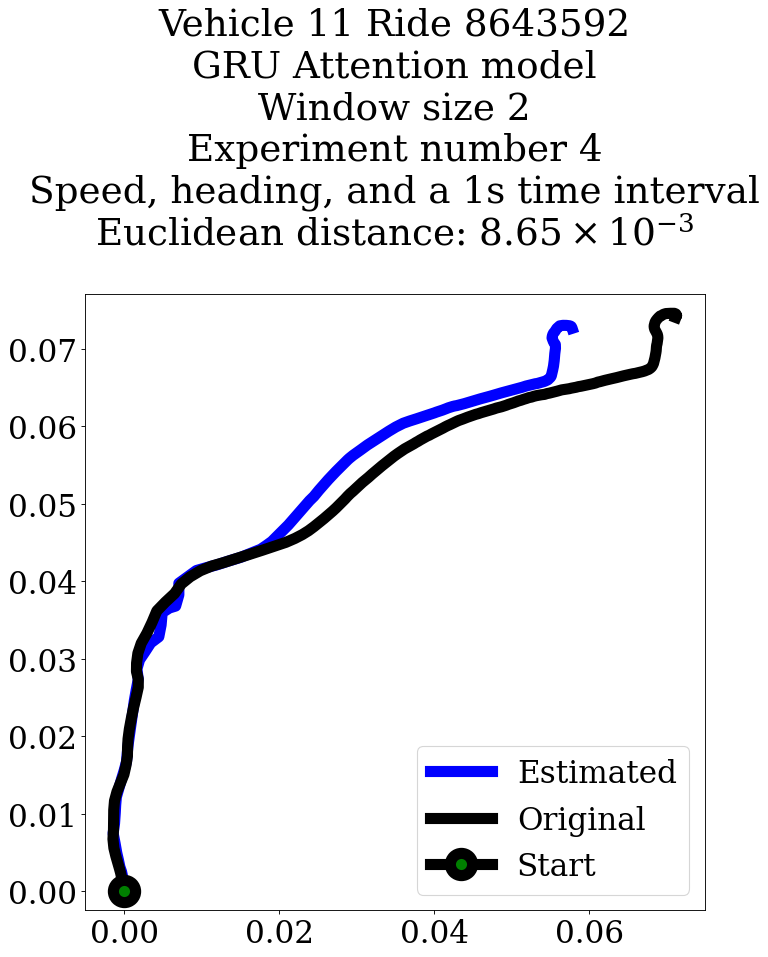 Vehicle 11 Ride 8643592
GRU Attention model
Window size 2
Experiment number 4
Speed, heading, and a 1s time interval
Euclidean distance: 8.65 × 10⁻³
0.07
0.06
0.05
0.04
0.03
0.02
0.01
0.00
Estimated
Original
Start
0.00 0.02 0.04 0.06